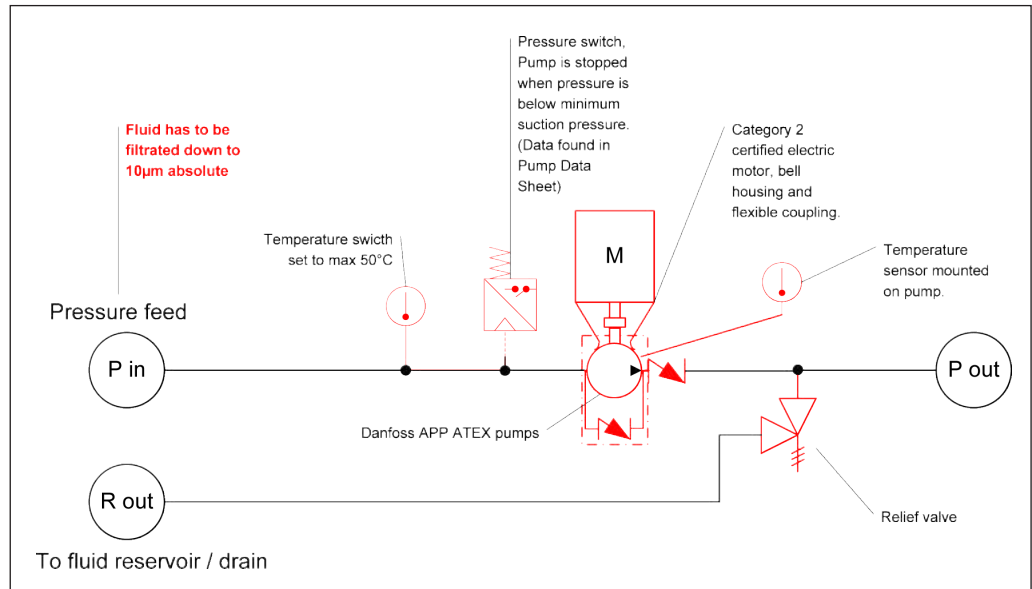 Pressure switch,
Pump is stopped
when pressure is
below minimum
suction pressure.
(Data found in
Pump Data
Sheet)
Fluid has to be
filtrated down to
10µm absolute
Category 2
certified electric
motor, bell
housing and
flexible coupling.
Temperature swicth
set to max 50°C
Temperature
sensor mounted
on pump.
M
Pressure feed
P in
P out
Danfoss APP ATEX pumps
R out
Relief valve
To fluid reservoir / drain